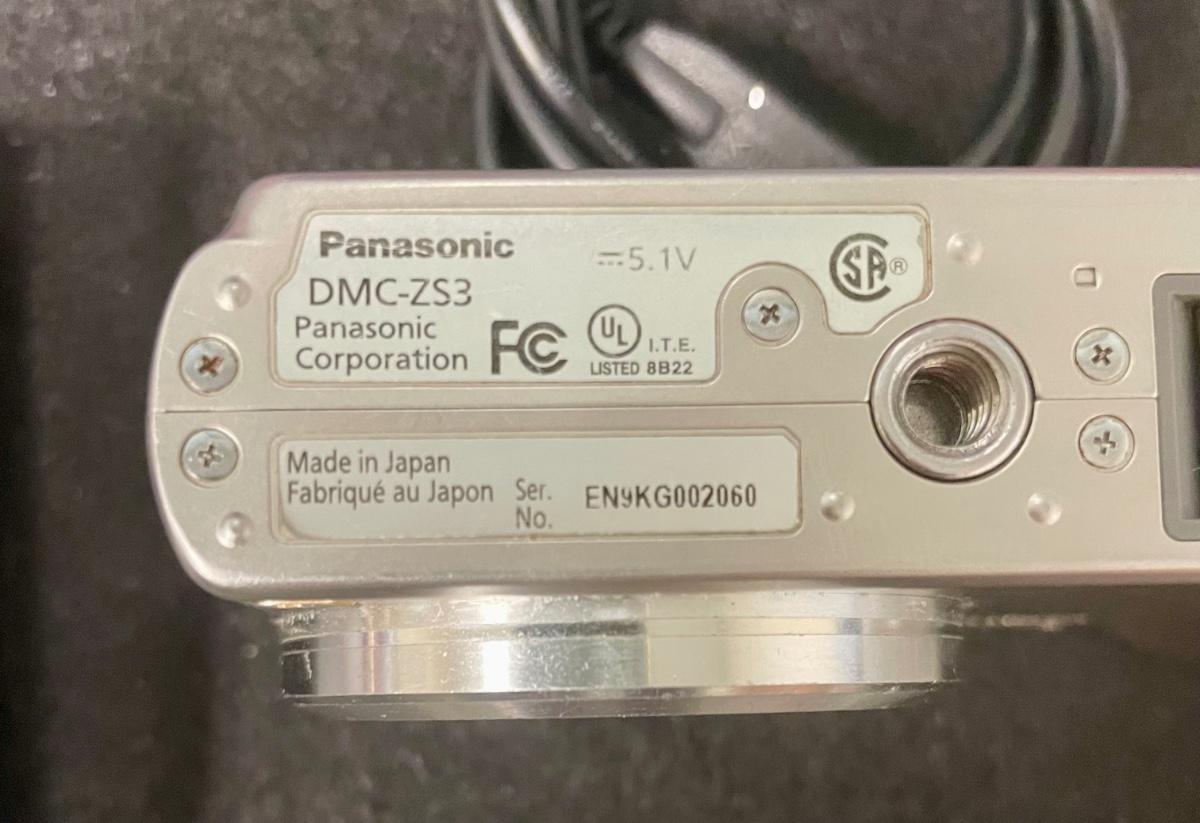 Panasonic
⎓5.1V
DMC-ZS3
Panasonic
Corporation
FC
UL
I.T.E.
LISTED 8B22
SA®
Made in Japan
Fabriqué au Japon
Ser.
No.
EN9KG002060